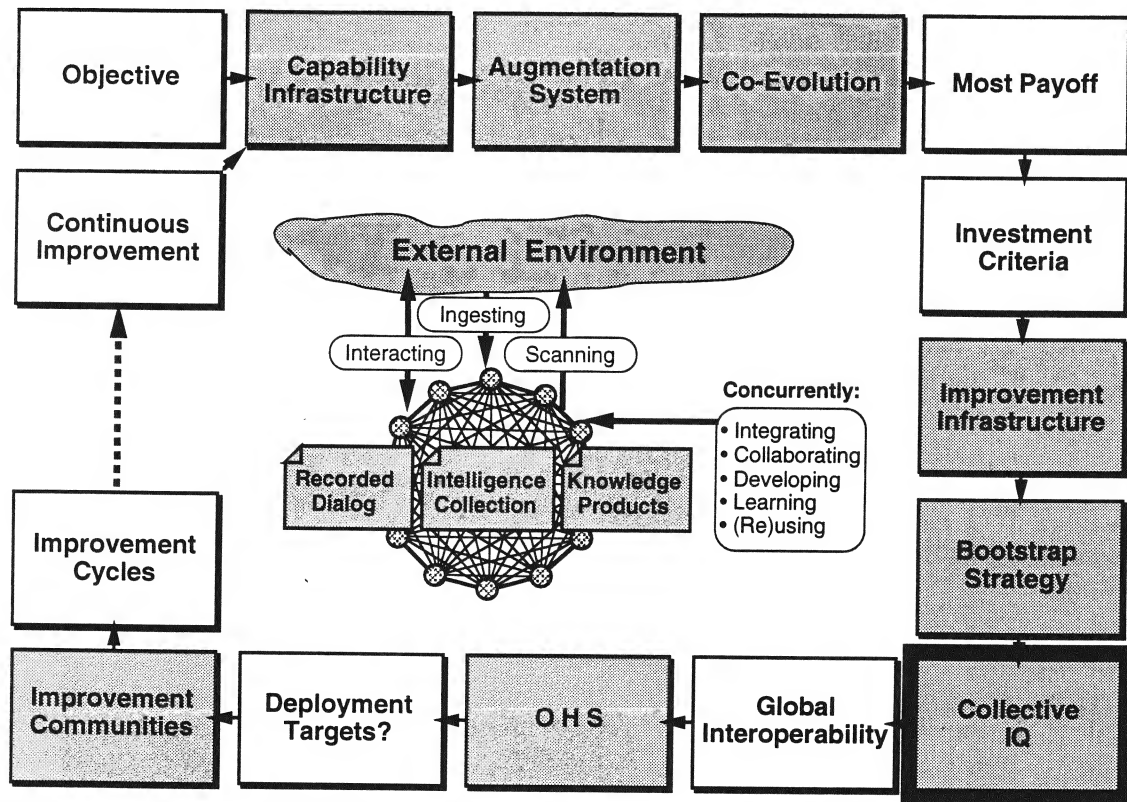 Objective
Capability
Infrastructure
Augmentation
System
Co-Evolution
Most Payoff
Continuous
Improvement
External Environment
Investment
Criteria
Ingesting
Interacting
Scanning
Improvement
Infrastructure
Concurrently:
• Integrating
• Collaborating
• Developing
• Learning
• (Re)using
Recorded
Dialog
Intelligence
Collection
Knowledge
Products
Improvement
Cycles
Bootstrap
Strategy
Improvement
Communities
Deployment
Targets?
O H S
Global
Interoperability
Collective
IQ